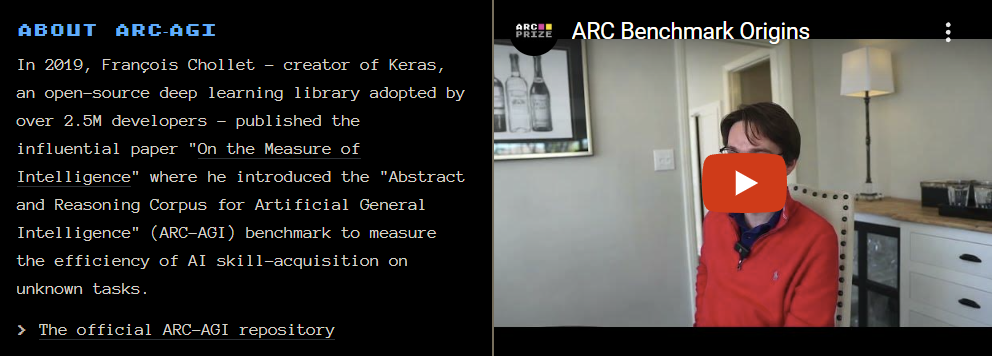 ABOUT ARC-AGI
In 2019, François Chollet – creator of Keras,
an open-source deep learning library adopted by
over 2.5M developers – published the
influential paper "On the Measure of
Intelligence" where he introduced the "Abstract
and Reasoning Corpus for Artificial General
Intelligence" (ARC-AGI) benchmark to measure
the efficiency of AI skill-acquisition on
unknown tasks.
> The official ARC-AGI repository
ARC
PRIZE
ARC Benchmark Origins